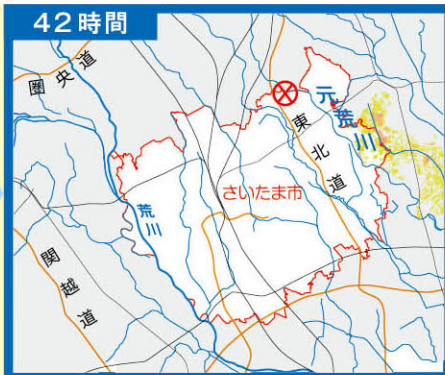 42時間
圏央道
元荒川
東北道
さいたま市
荒川
関越道